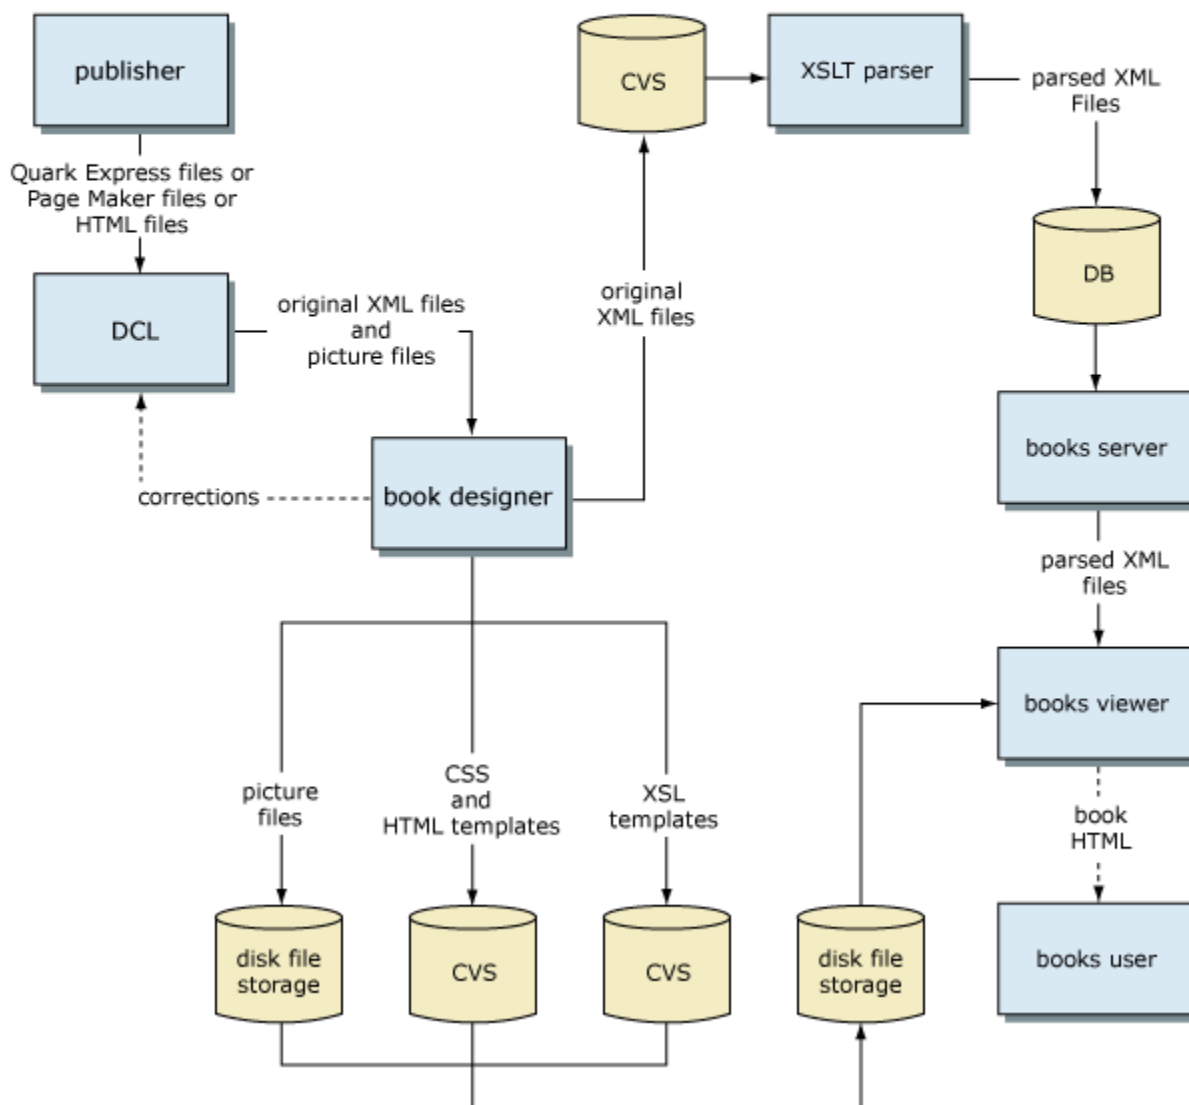 publisher
Quark Express files or
Page Maker files or
HTML files
DCL
original XML files
and
picture files
corrections
book designer
original
XML files
CVS
XSLT parser
parsed XML
Files
DB
books server
parsed XML
files
books viewer
book
HTML
books user
picture
files
CSS
and
HTML templates
XSL
templates
disk file
storage
CVS
CVS
disk file
storage